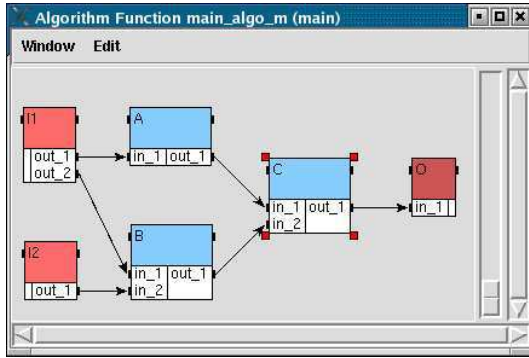 Algorithm Function main_algo_m (main)
Window Edit
I1
out_1
out_2
A
in_1 out_1
C
in_1 out_1
in_2
O
in_1
B
in_1 out_1
in_2
I2
out_1